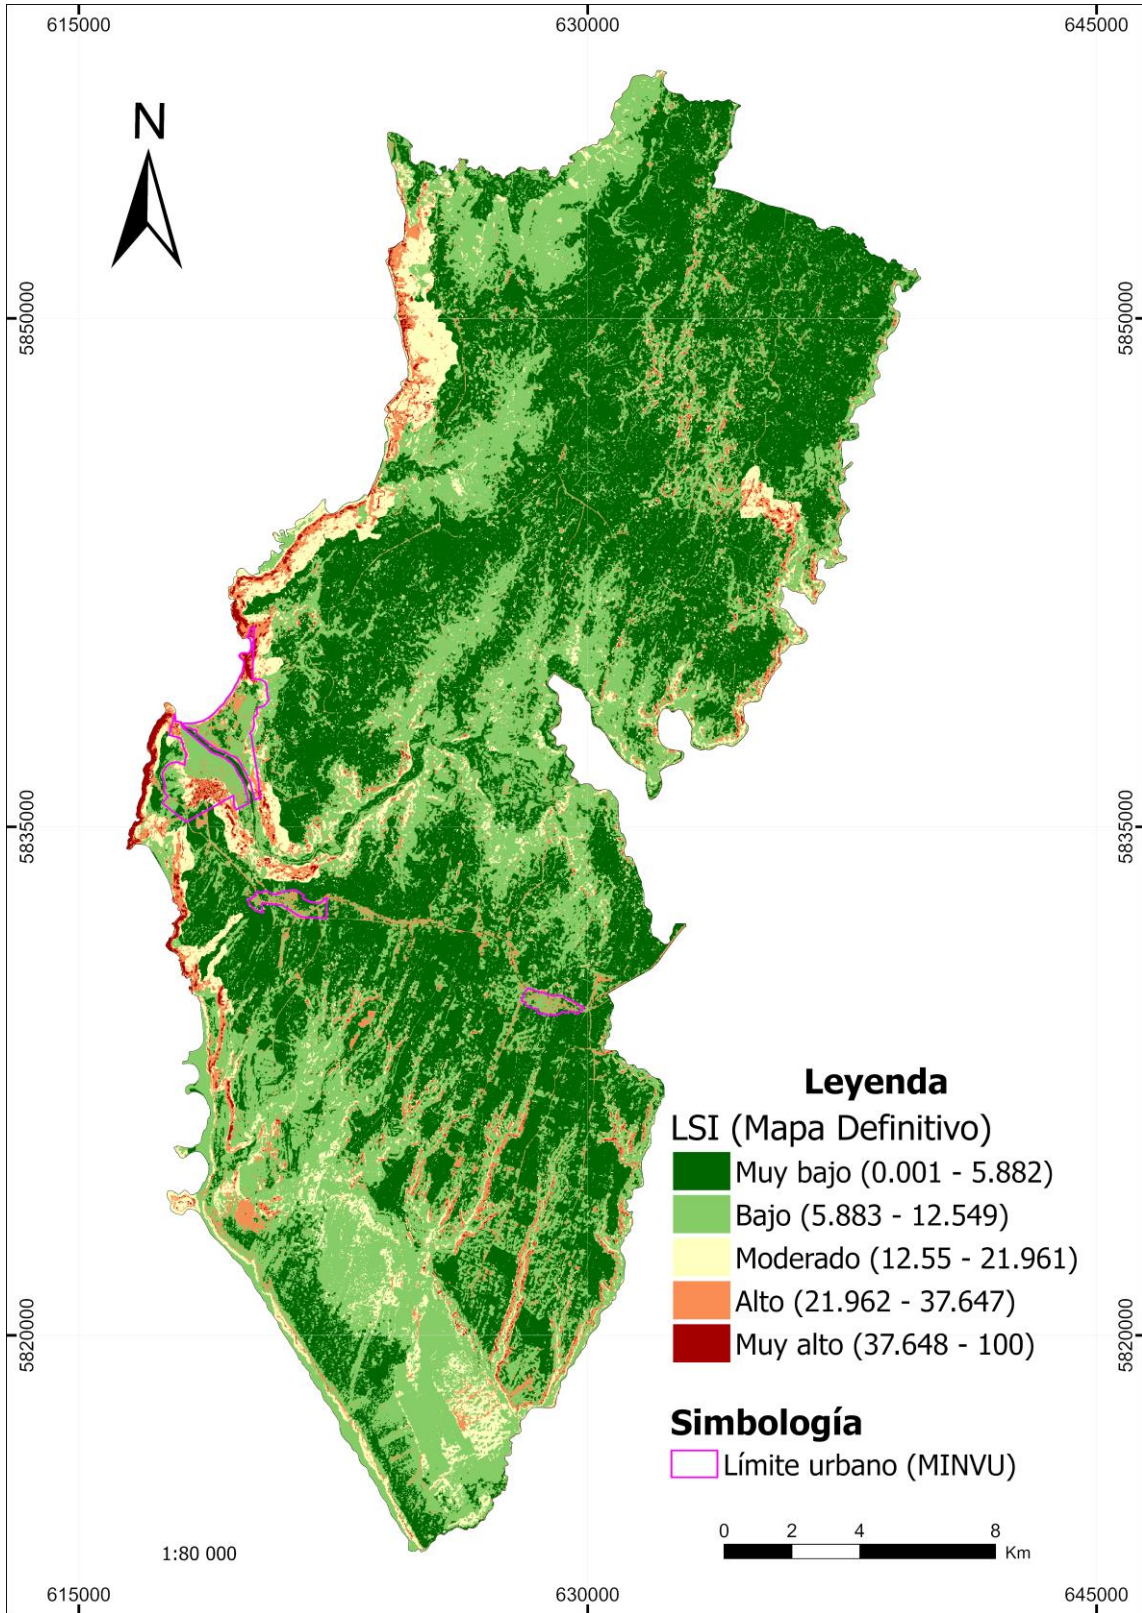 615000
630000
645000
N
5850000
5850000
5835000
5835000
5820000
5820000
Leyenda
LSI (Mapa Definitivo)
Muy bajo (0.001 - 5.882)
Bajo (5.883 - 12.549)
Moderado (12.55 - 21.961)
Alto (21.962 - 37.647)
Muy alto (37.648 - 100)
Simbología
Límite urbano (MINVU)
0 2 4 8
Km
1:80 000
615000
630000
645000